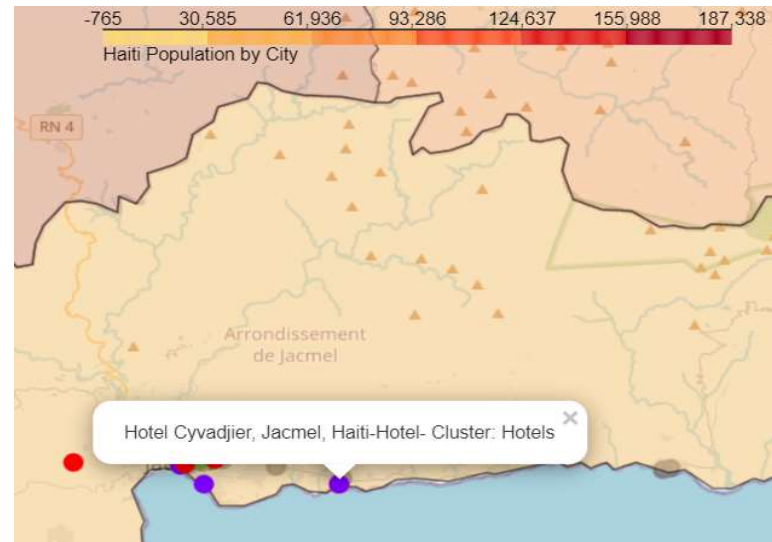 -765 30,585 61,936 93,286 124,637 155,988 187,338
Haiti Population by City
RN 4
Arrondissement
de Jacmel
Hotel Cyvadjier, Jacmel, Haiti-Hotel- Cluster: Hotels
×